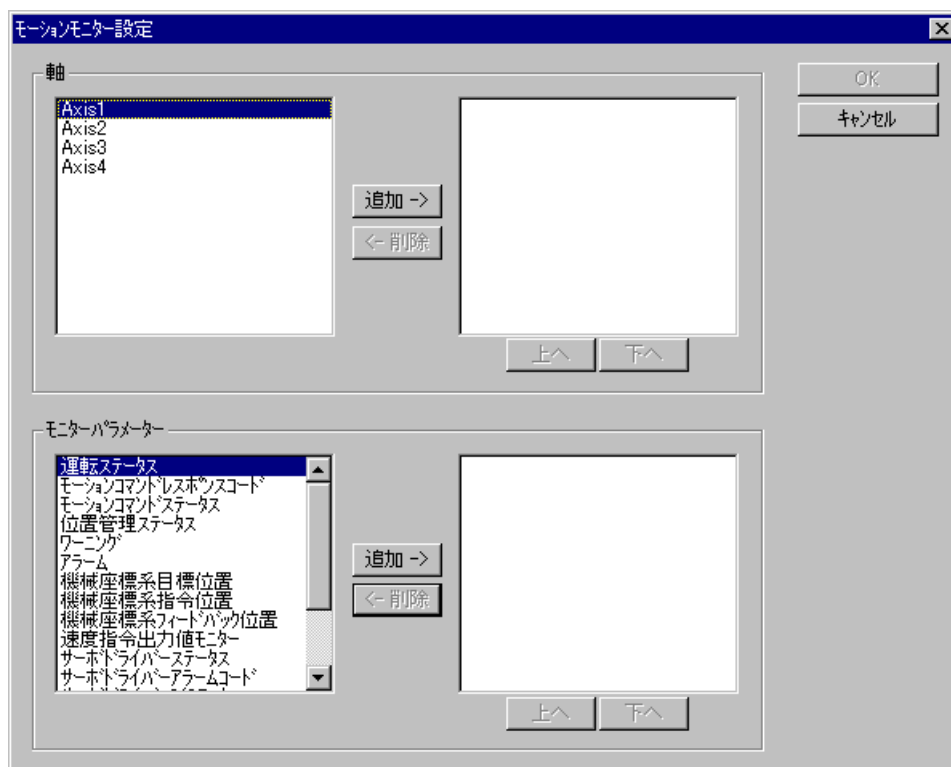 モーションモニター設定
軸
OK
キャンセル
Axis1
Axis2
Axis3
Axis4
追加 ->
<- 削除
上へ
下へ
モニターパラメーター
運転ステータス
モーションコマンドレスポンスコード
モーションコマンドステータス
位置管理ステータス
ワーニング
アラーム
機械座標系目標位置
機械座標系指令位置
機械座標系フィードバック位置
速度指令出力値モニター
サーボドライバーステータス
サーボドライバーアラームコード
追加 ->
<- 削除
上へ
下へ